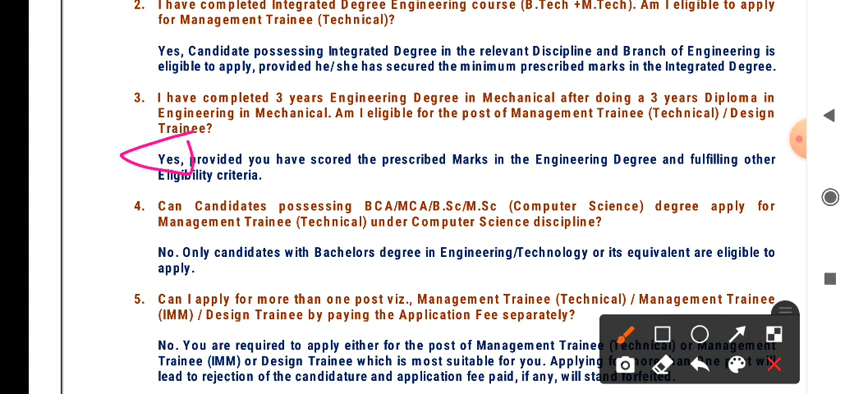 2. I have completed Integrated Degree Engineering course (B.Tech +M.Tech). Am I eligible to apply
for Management Trainee (Technical)?
Yes, Candidate possessing Integrated Degree in the relevant Discipline and Branch of Engineering is
eligible to apply, provided he/she has secured the minimum prescribed marks in the Integrated Degree.
3. I have completed 3 years Engineering Degree in Mechanical after doing a 3 years Diploma in
Engineering in Mechanical. Am I eligible for the post of Management Trainee (Technical) / Design
Trainee?
Yes, provided you have scored the prescribed Marks in the Engineering Degree and fulfilling other
Eligibility criteria.
4. Can Candidates possessing BCA/MCA/B.Sc/M.Sc (Computer Science) degree apply for
Management Trainee (Technical) under Computer Science discipline?
No. Only candidates with Bachelors degree in Engineering/Technology or its equivalent are eligible to
apply.
5. Can I apply for more than one post viz., Management Trainee (Technical) / Management Trainee
(IMM) / Design Trainee by paying the Application Fee separately?
No. You are required to apply either for the post of Management Trainee (Technical) or Management
Trainee (IMM) or Design Trainee which is most suitable for you. Applying for more than one post will
lead to rejection of the candidature and application fee paid, if any, will stand forfeited.